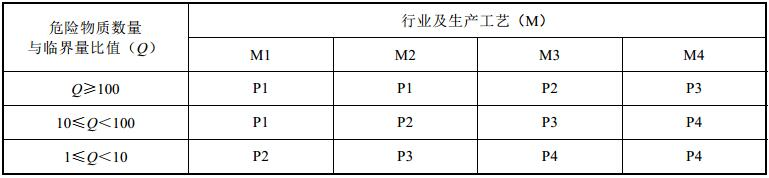 危险物质数量
与临界量比值（Q）
行业及生产工艺（M）
M1 M2 M3 M4
Q≥100 P1 P1 P2 P3
10≤Q＜100 P1 P2 P3 P4
1≤Q＜10 P2 P3 P4 P4